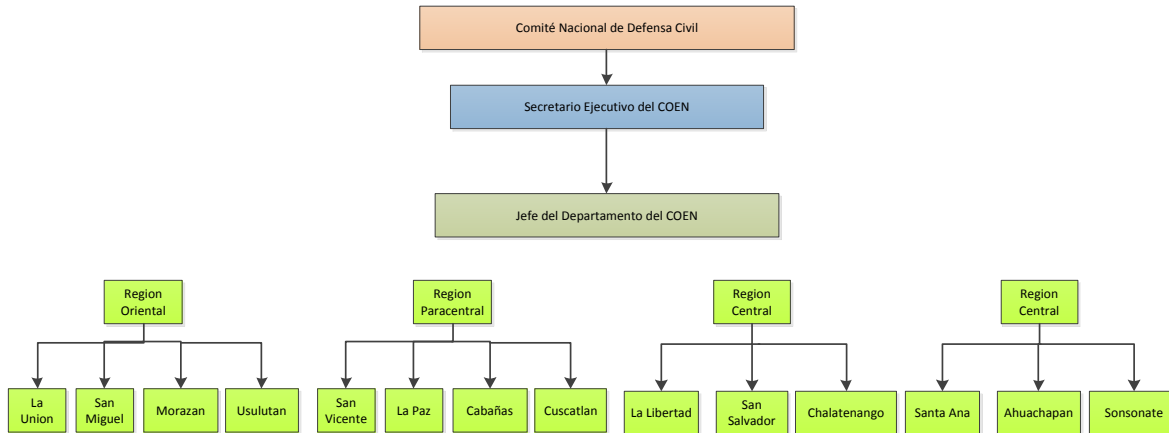 Comité Nacional de Defensa Civil
Secretario Ejecutivo del COEN
Jefe del Departamento del COEN
Region
Oriental
Region
Paracentral
Region
Central
Region
Central
La
Union
San
Miguel
Morazan
Usulutan
San
Vicente
La Paz
Cabañas
Cuscatlan
La Libertad
San
Salvador
Chalatenango
Santa Ana
Ahuachapan
Sonsonate